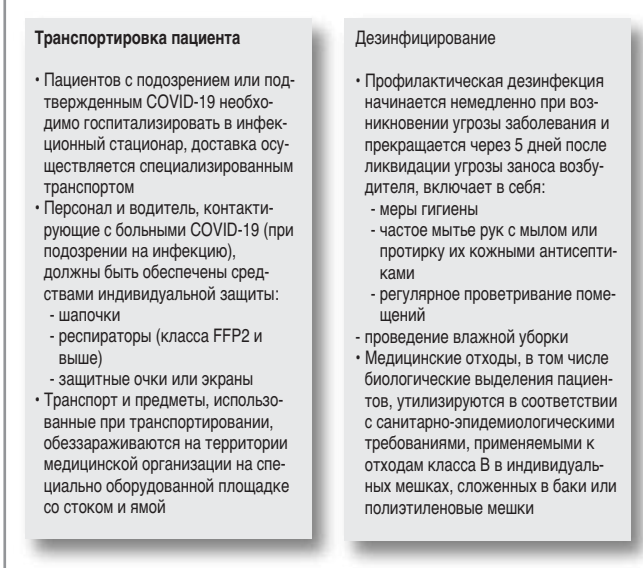 Транспортировка пациента
• Пациентов с подозрением или под-
твержденным COVID-19 необхо-
димо госпитализировать в инфек-
ционный стационар, доставка осу-
ществляется специализированным
транспортом
• Персонал и водитель, контакти-
рующие с больными COVID-19 (при
подозрении на инфекцию),
должны быть обеспечены сред-
ствами индивидуальной защиты:
- шапочки
- респираторы (класса FFP2 и
выше)
- защитные очки или экраны
• Транспорт и предметы, использо-
ванные при транспортировании,
обеззараживаются на территории
медицинской организации на спе-
циально оборудованной площадке
со стоком и ямой
Дезинфицирование
• Профилактическая дезинфекция
начинается немедленно при воз-
никновении угрозы заболевания и
прекращается через 5 дней после
ликвидации угрозы заноса возбу-
дителя, включает в себя:
- меры гигиены
- частое мытье рук с мылом или
протирку их кожными антисепти-
ками
- регулярное проветривание поме-
щений
- проведение влажной уборки
• Медицинские отходы, в том числе
биологические выделения пациен-
тов, утилизируются в соответствии
с санитарно-эпидемиологическими
требованиями, применяемыми к
отходам класса В в индивидуаль-
ных мешках, сложенных в баки или
полиэтиленовые мешки